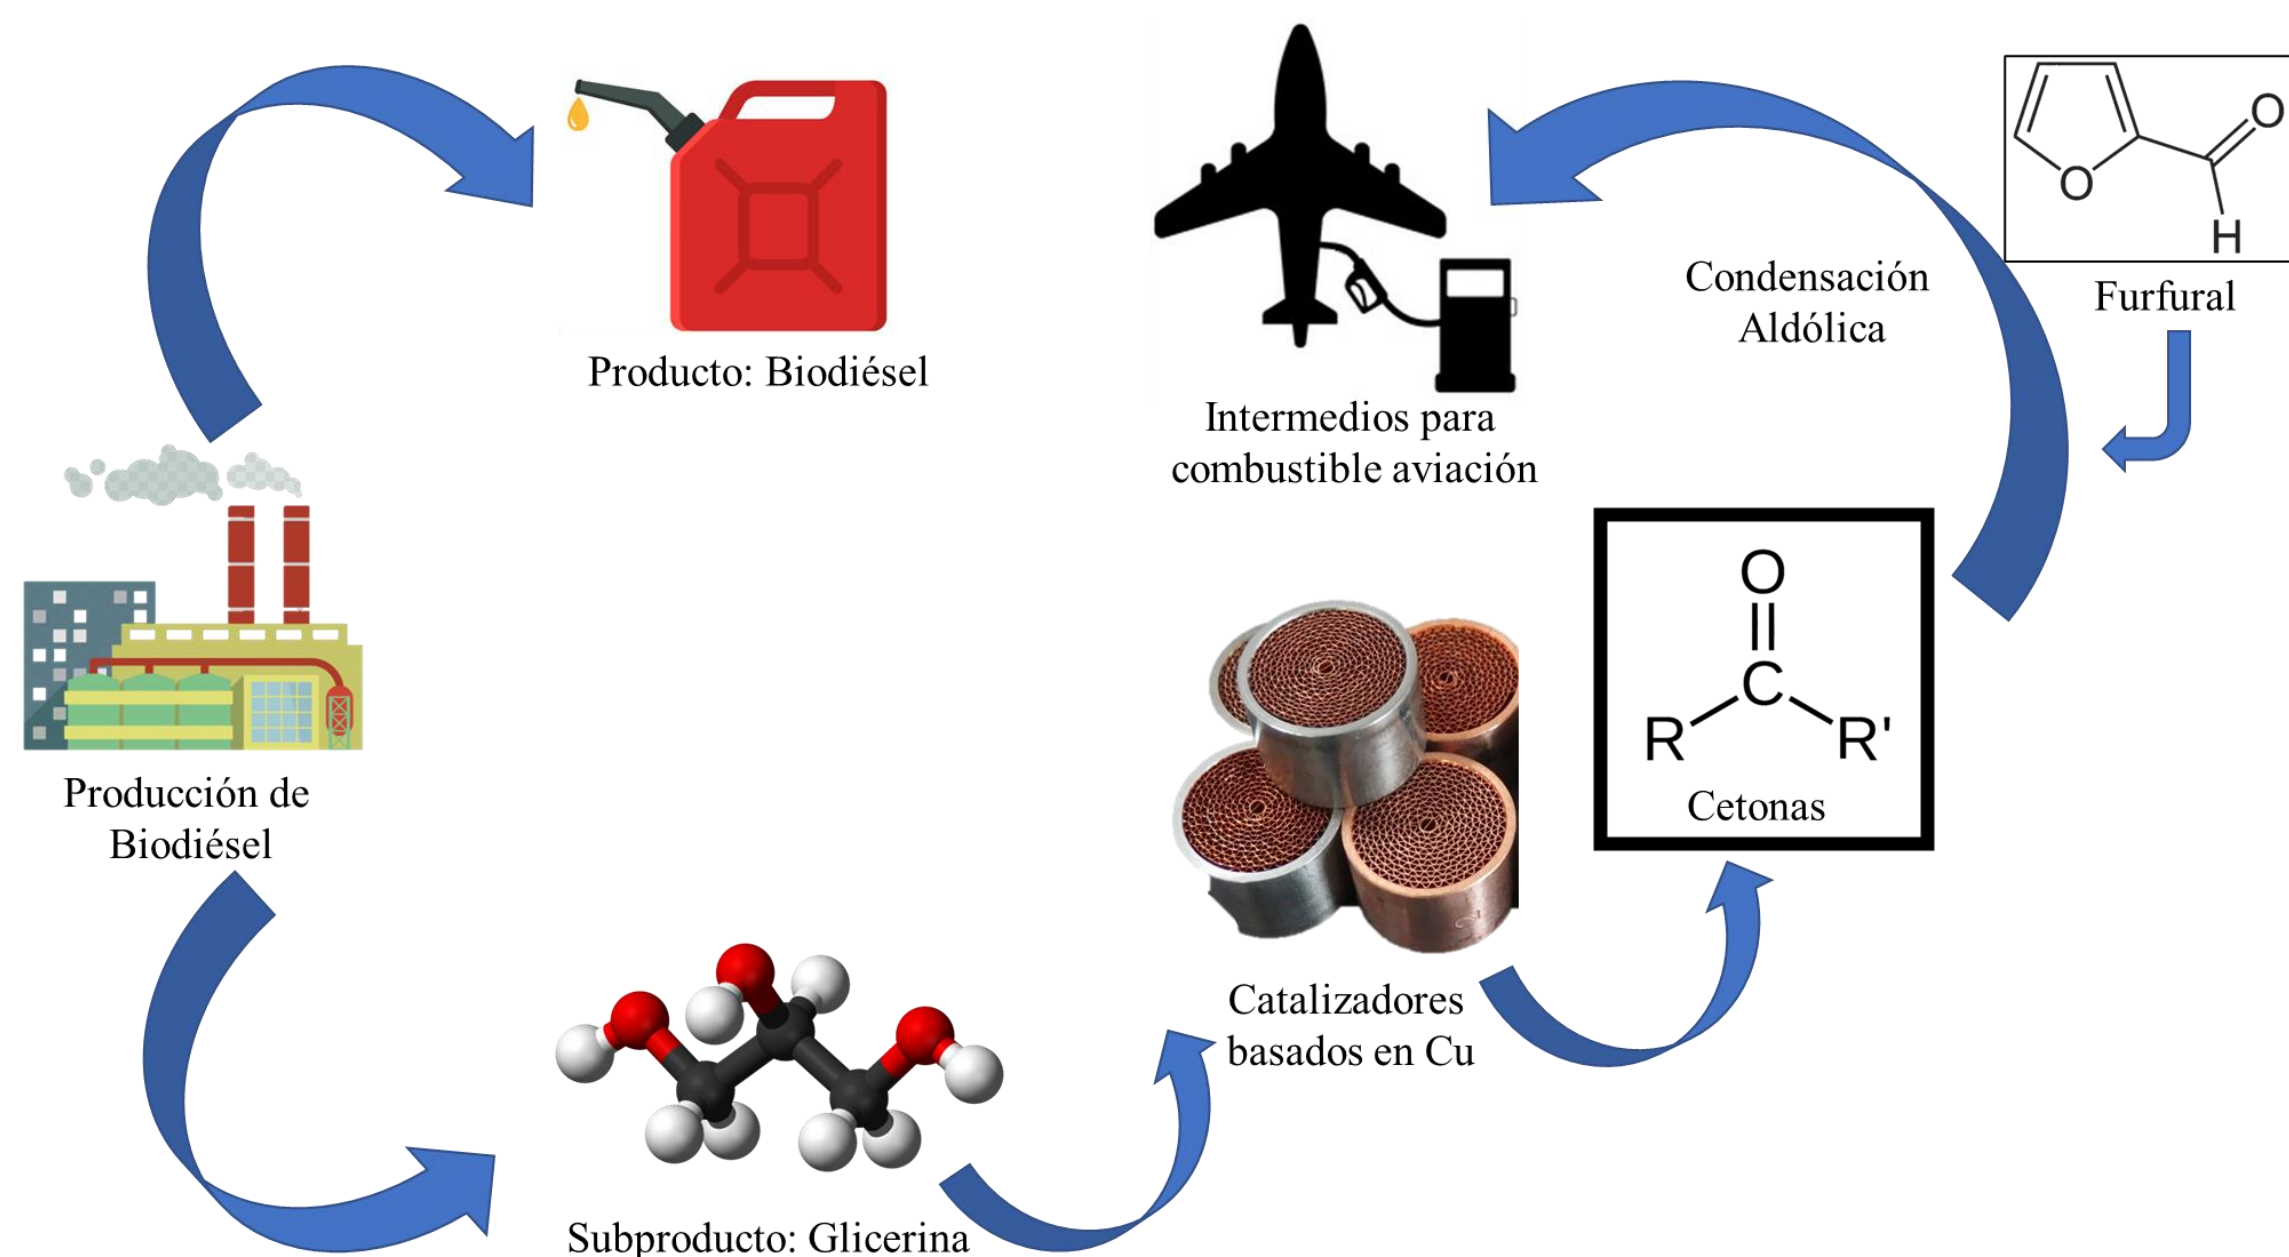 Producto: Biodiésel
Producción de
Biodiésel
Subproducto: Glicerina
Catalizadores
basados en Cu
O
C
R
R'
Cetonas
Condensación
Aldólica
O
O
H
Furfural
Intermedios para
combustible aviación